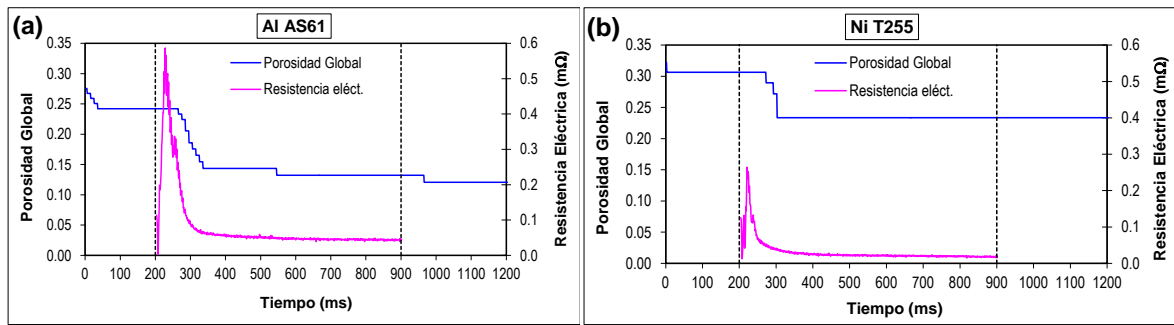 (a)
Al AS61
Porosidad Global
Resistencia eléct.
Porosidad Global
0.35
0.30
0.25
0.20
0.15
0.10
0.05
0.00
0.6
0.5
0.4
0.3
0.2
0.1
0.0
Resistencia Eléctrica (mΩ)
0 100 200 300 400 500 600 700 800 900 1000 1100 1200
Tiempo (ms)
(b)
Ni T255
Porosidad Global
Resistencia eléct.
Porosidad Global
0.35
0.30
0.25
0.20
0.15
0.10
0.05
0.00
0.6
0.5
0.4
0.3
0.2
0.1
0.0
Resistencia Eléctrica (mΩ)
0 100 200 300 400 500 600 700 800 900 1000 1100 1200
Tiempo (ms)